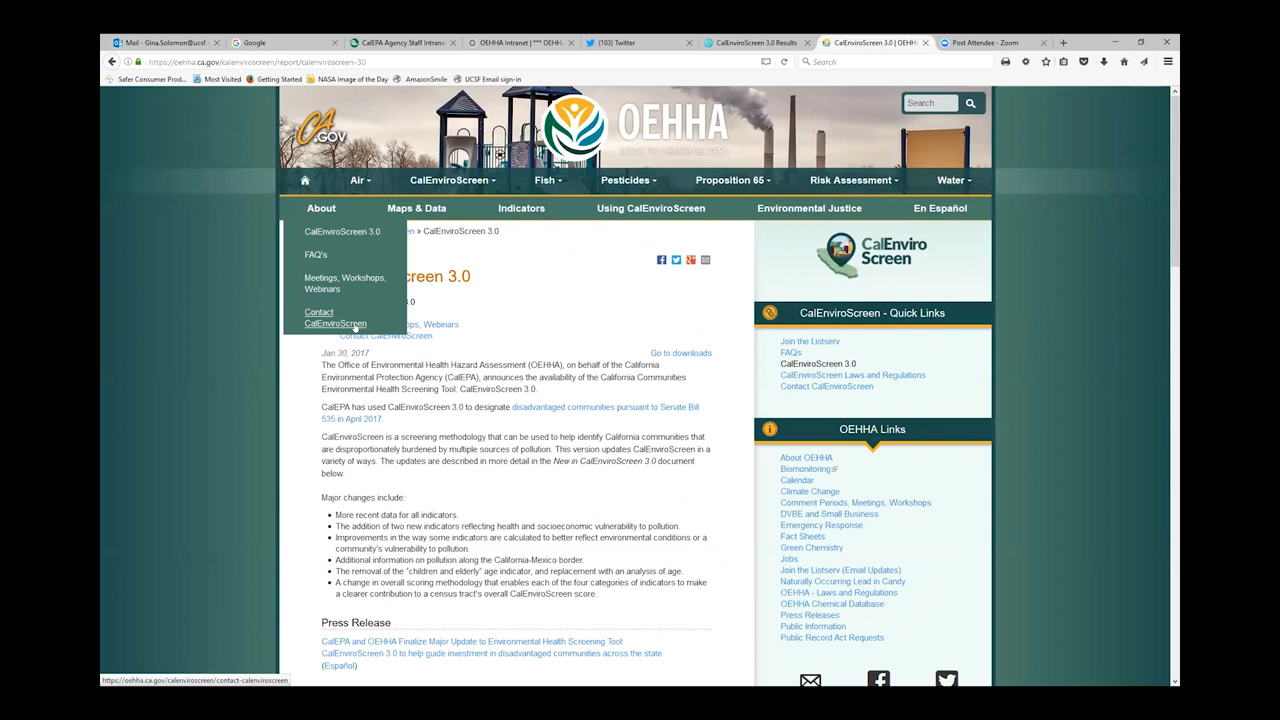 Mail - Gina.Solomon@ucsf. Google CalEPA Agency Staff Intrane OEHHA Intranet | *** OEHH (103) Twitter CalEnviroScreen 3.0 Results CalEnviroScreen 3.0 | OEHH Post Attendee - Zoom
https://oehha.ca.gov/calenviroscreen/report/calenviroscreen-30 Search
Safer Consumer Prod... Most Visited Getting Started NASA Image of the Day AmazonSmile UCSF Email sign-in
CA.GOV OEHHA Search
Air CalEnviroScreen Fish Pesticides Proposition 65 Risk Assessment Water
About Maps & Data Indicators Using CalEnviroScreen Environmental Justice En Español
CalEnviroScreen 3.0
FAQ's
Meetings, Workshops,
Webinars
Contact
CalEnviroScreen
en » CalEnviroScreen 3.0
creen 3.0
3.0
ops, Webinars
Contact CalEnviroScreen
Jan 30, 2017 Go to downloads
The Office of Environmental Health Hazard Assessment (OEHHA), on behalf of the California
Environmental Protection Agency (CalEPA), announces the availability of the California Communities
Environmental Health Screening Tool: CalEnviroScreen 3.0.
CalEPA has used CalEnviroScreen 3.0 to designate disadvantaged communities pursuant to Senate Bill
535 in April 2017.
CalEnviroScreen is a screening methodology that can be used to help identify California communities that
are disproportionately burdened by multiple sources of pollution. This version updates CalEnviroScreen in a
variety of ways. The updates are described in more detail in the New in CalEnviroScreen 3.0 document
below.
Major changes include:
More recent data for all indicators.
The addition of two new indicators reflecting health and socioeconomic vulnerability to pollution.
Improvements in the way some indicators are calculated to better reflect environmental conditions or a
community's vulnerability to pollution.
Additional information on pollution along the California-Mexico border.
The removal of the "children and elderly" age indicator, and replacement with an analysis of age.
A change in overall scoring methodology that enables each of the four categories of indicators to make
a clearer contribution to a census tract's overall CalEnviroScreen score.
Press Release
CalEPA and OEHHA Finalize Major Update to Environmental Health Screening Tool:
CalEnviroScreen 3.0 to help guide investment in disadvantaged communities across the state
(Español)
CalEnviro
Screen
CalEnviroScreen - Quick Links
Join the Listserv
FAQs
CalEnviroScreen 3.0
CalEnviroScreen Laws and Regulations
Contact CalEnviroScreen
OEHHA Links
About OEHHA
Biomonitoring
Calendar
Climate Change
Comment Periods, Meetings, Workshops
DVBE and Small Business
Emergency Response
Fact Sheets
Green Chemistry
Jobs
Join the Listserv (Email Updates)
Naturally Occurring Lead in Candy
OEHHA - Laws and Regulations
OEHHA Chemical Database
Press Releases
Public Information
Public Record Act Requests
https://oehha.ca.gov/calenviroscreen/contact-calenviroscreen